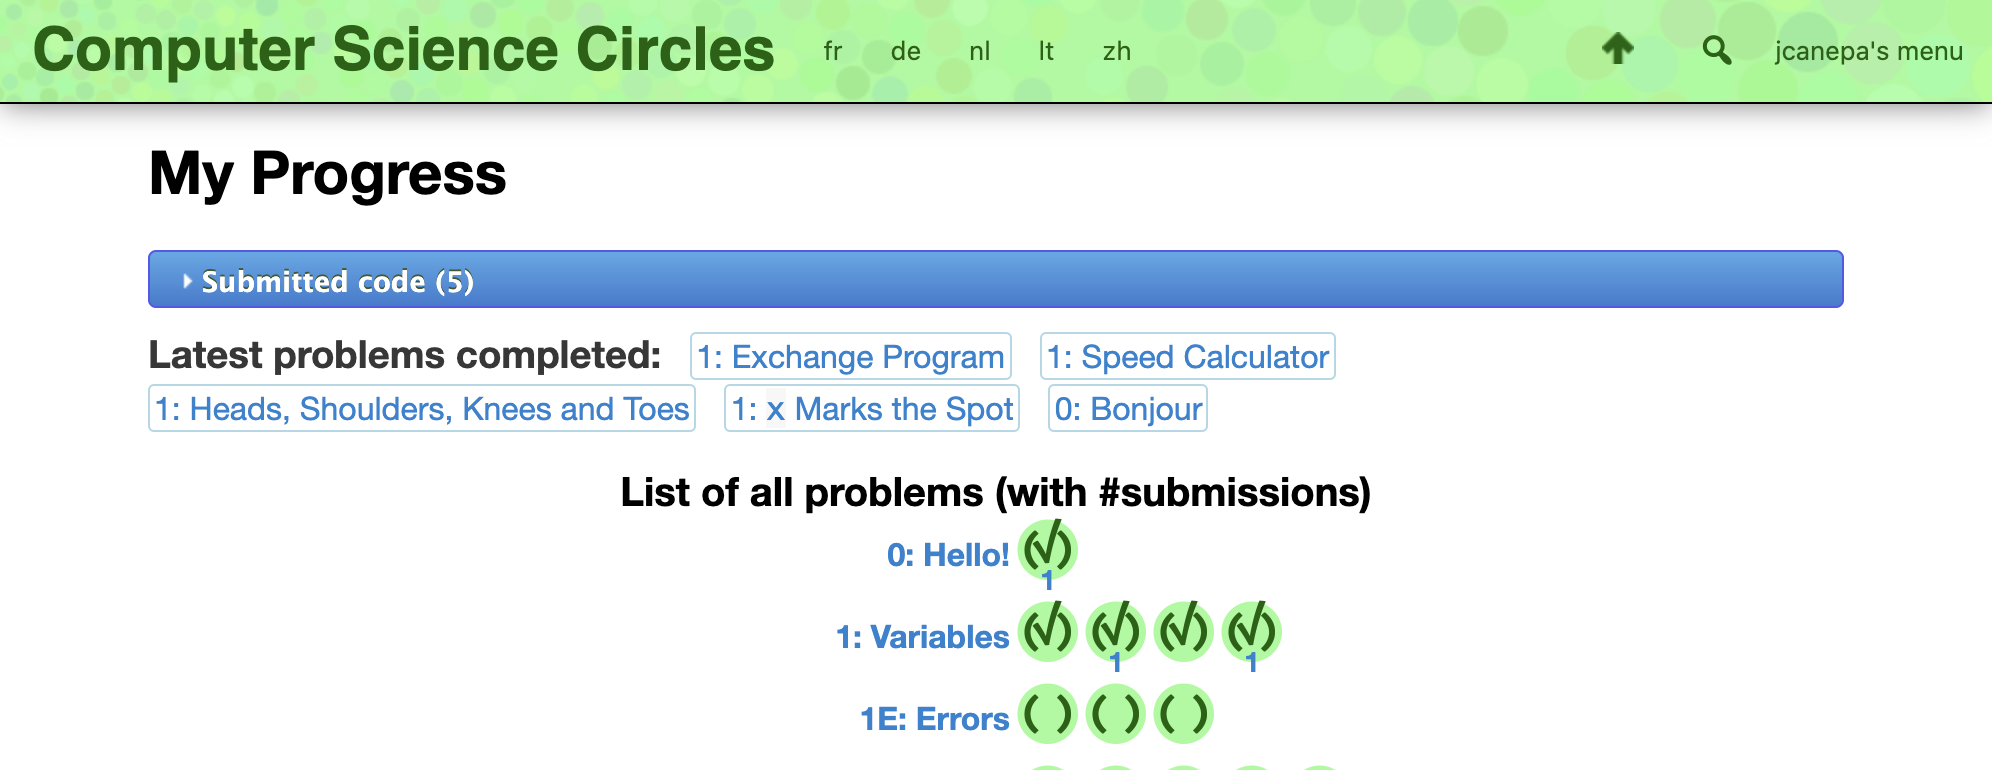 Computer Science Circles fr de nl lt zh jcanepa's menu
My Progress
Submitted code (5)
Latest problems completed: 1: Exchange Program 1: Speed Calculator
1: Heads, Shoulders, Knees and Toes 1: x Marks the Spot 0: Bonjour
List of all problems (with #submissions)
0: Hello! (√)
1
1: Variables (√) (√) (√) (√)
1 1
1E: Errors ( ) ( ) ( )